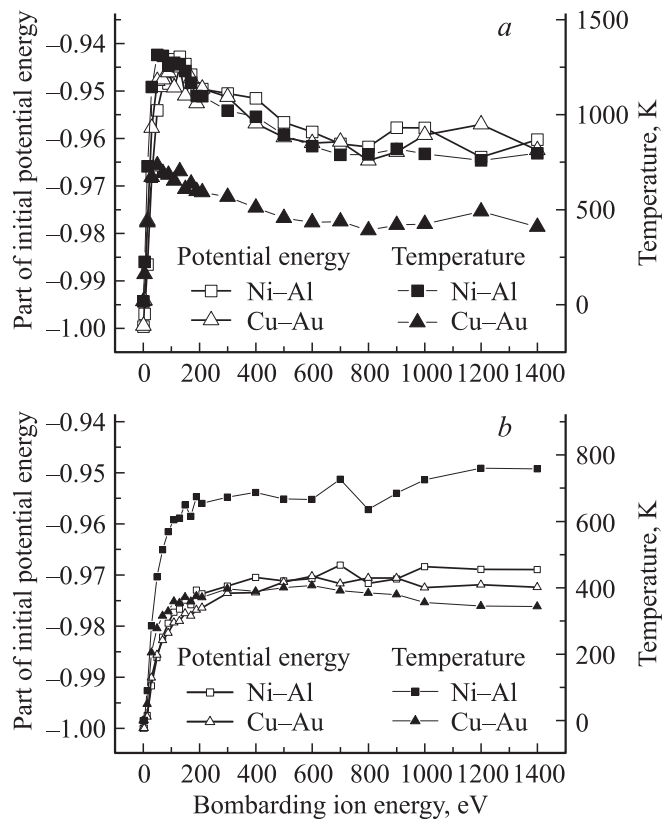 a
Part of initial potential energy
–0.94
–0.95
–0.96
–0.97
–0.98
–0.99
–1.00
1500
1000
500
0
Temperature, K
Potential energy
Ni–Al
Cu–Au
Temperature
Ni–Al
Cu–Au
0 200 400 600 800 1000 1200 1400
b
Part of initial potential energy
–0.94
–0.95
–0.96
–0.97
–0.98
–0.99
–1.00
800
600
400
200
0
Temperature, K
Potential energy
Ni–Al
Cu–Au
Temperature
Ni–Al
Cu–Au
0 200 400 600 800 1000 1200 1400
Bombarding ion energy, eV